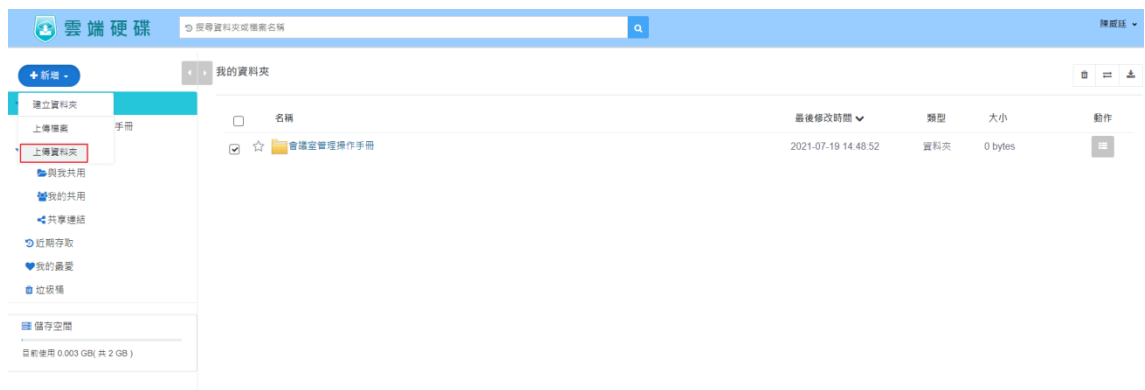 雲端硬碟
搜尋資料夾或檔案名稱
陳威廷
新增
我的資料夾
建立資料夾
上傳檔案
手冊
上傳資料夾
與我共用
我的共用
共享連結
近期存取
我的最愛
垃圾桶
儲存空間
目前使用 0.003 GB( 共 2 GB )
名稱 最後修改時間 類型 大小 動作
會議室管理操作手冊 2021-07-19 14:48:52 資料夾 0 bytes